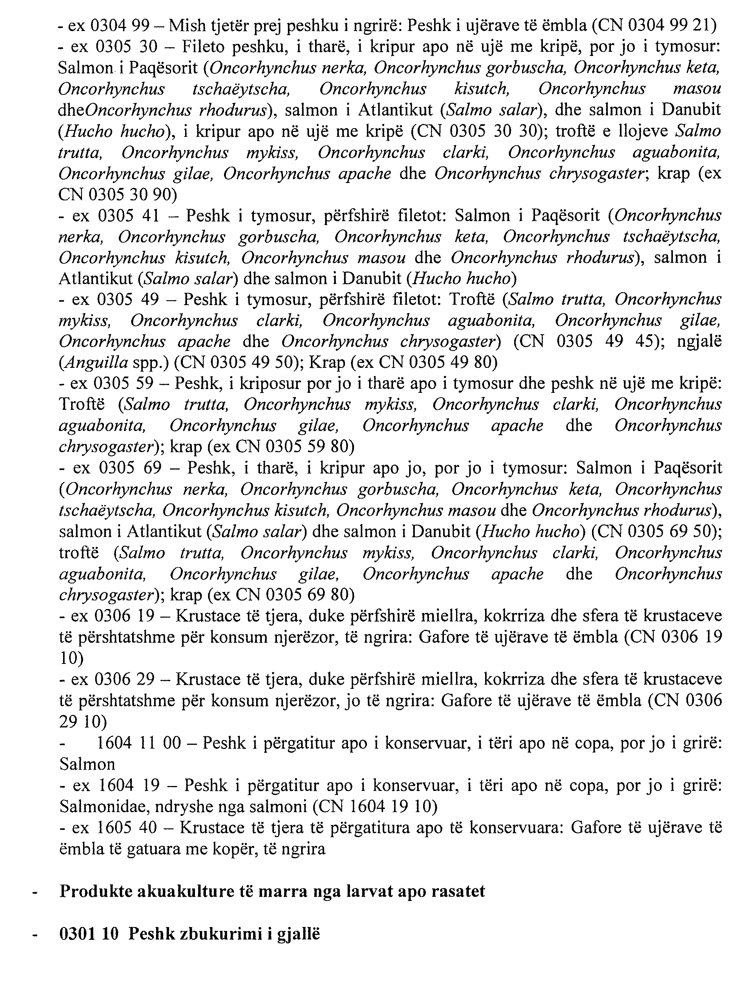 - ex 0304 99 – Mish tjetër prej peshku i ngrirë: Peshk i ujërave të ëmbla (CN 0304 99 21)
- ex 0305 30 – Fileto peshku, i tharë, i kripur apo në ujë me kripë, por jo i tymosur:
Salmon i Paqësorit (Oncorhynchus nerka, Oncorhynchus gorbuscha, Oncorhynchus keta,
Oncorhynchus tschaëytscha, Oncorhynchus kisutch, Oncorhynchus masou
dheOncorhynchus rhodurus), salmon i Atlantikut (Salmo salar), dhe salmon i Danubit
(Hucho hucho), i kripur apo në ujë me kripë (CN 0305 30 30); troftë e llojeve Salmo
trutta, Oncorhynchus mykiss, Oncorhynchus clarki, Oncorhynchus aguabonita,
Oncorhynchus gilae, Oncorhynchus apache dhe Oncorhynchus chrysogaster; krap (ex
CN 0305 30 90)
- ex 0305 41 – Peshk i tymosur, përfshirë filetot: Salmon i Paqësorit (Oncorhynchus
nerka, Oncorhynchus gorbuscha, Oncorhynchus keta, Oncorhynchus tschaëytscha,
Oncorhynchus kisutch, Oncorhynchus masou dhe Oncorhynchus rhodurus), salmon i
Atlantikut (Salmo salar) dhe salmon i Danubit (Hucho hucho)
- ex 0305 49 – Peshk i tymosur, përfshirë filetot: Troftë (Salmo trutta, Oncorhynchus
mykiss, Oncorhynchus clarki, Oncorhynchus aguabonita, Oncorhynchus gilae,
Oncorhynchus apache dhe Oncorhynchus chrysogaster) (CN 0305 49 45); ngjalë
(Anguilla spp.) (CN 0305 49 50); Krap (ex CN 0305 49 80)
- ex 0305 59 – Peshk, i kriposur por jo i tharë apo i tymosur dhe peshk në ujë me kripë:
Troftë (Salmo trutta, Oncorhynchus mykiss, Oncorhynchus clarki, Oncorhynchus
aguabonita, Oncorhynchus gilae, Oncorhynchus apache dhe Oncorhynchus
chrysogaster); krap (ex CN 0305 59 80)
- ex 0305 69 – Peshk, i tharë, i kripur apo jo, por jo i tymosur: Salmon i Paqësorit
(Oncorhynchus nerka, Oncorhynchus gorbuscha, Oncorhynchus keta, Oncorhynchus
tschaëytscha, Oncorhynchus kisutch, Oncorhynchus masou dhe Oncorhynchus rhodurus),
salmon i Atlantikut (Salmo salar) dhe salmon i Danubit (Hucho hucho) (CN 0305 69 50);
troftë (Salmo trutta, Oncorhynchus mykiss, Oncorhynchus clarki, Oncorhynchus
aguabonita, Oncorhynchus gilae, Oncorhynchus apache dhe Oncorhynchus
chrysogaster); krap (ex CN 0305 69 80)
- ex 0306 19 – Krustace të tjera, duke përfshirë miellra, kokrriza dhe sfera të krustaceve
të përshtatshme për konsum njerëzor, të ngrira: Gafore të ujërave të ëmbla (CN 0306 19
10)
- ex 0306 29 – Krustace të tjera, duke përfshirë miellra, kokrriza dhe sfera të krustaceve
të përshtatshme për konsum njerëzor, jo të ngrira: Gafore të ujërave të ëmbla (CN 0306
29 10)
- 1604 11 00 – Peshk i përgatitur apo i konservuar, i tëri apo në copa, por jo i grirë:
Salmon
- ex 1604 19 – Peshk i përgatitur apo i konservuar, i tëri apo në copa, por jo i grirë:
Salmonidae, ndryshe nga salmoni (CN 1604 19 10)
- ex 1605 40 – Krustace të tjera të përgatitura apo të konservuara: Gafore të ujërave të
ëmbla të gatuara me kopër, të ngrira
- Produkte akuakulture të marra nga larvat apo rasatet
- 0301 10 Peshk zbukurimi i gjallë